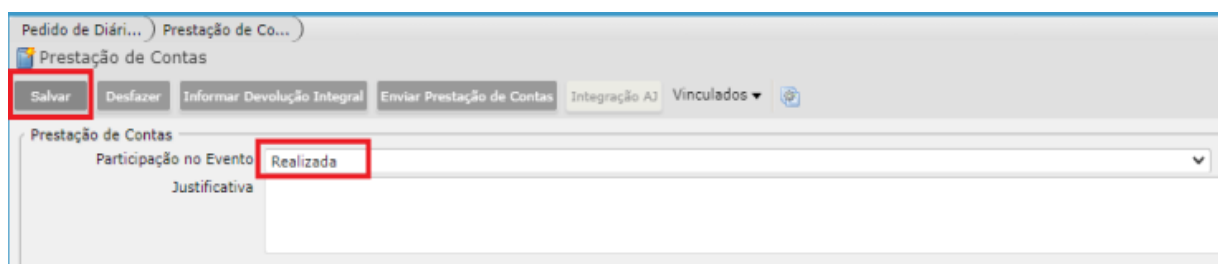 Pedido de Diári... Prestação de Co...
Prestação de Contas
Salvar Desfazer Informar Devolução Integral Enviar Prestação de Contas Integração AJ Vinculados
Prestação de Contas
Participação no Evento Realizada
Justificativa